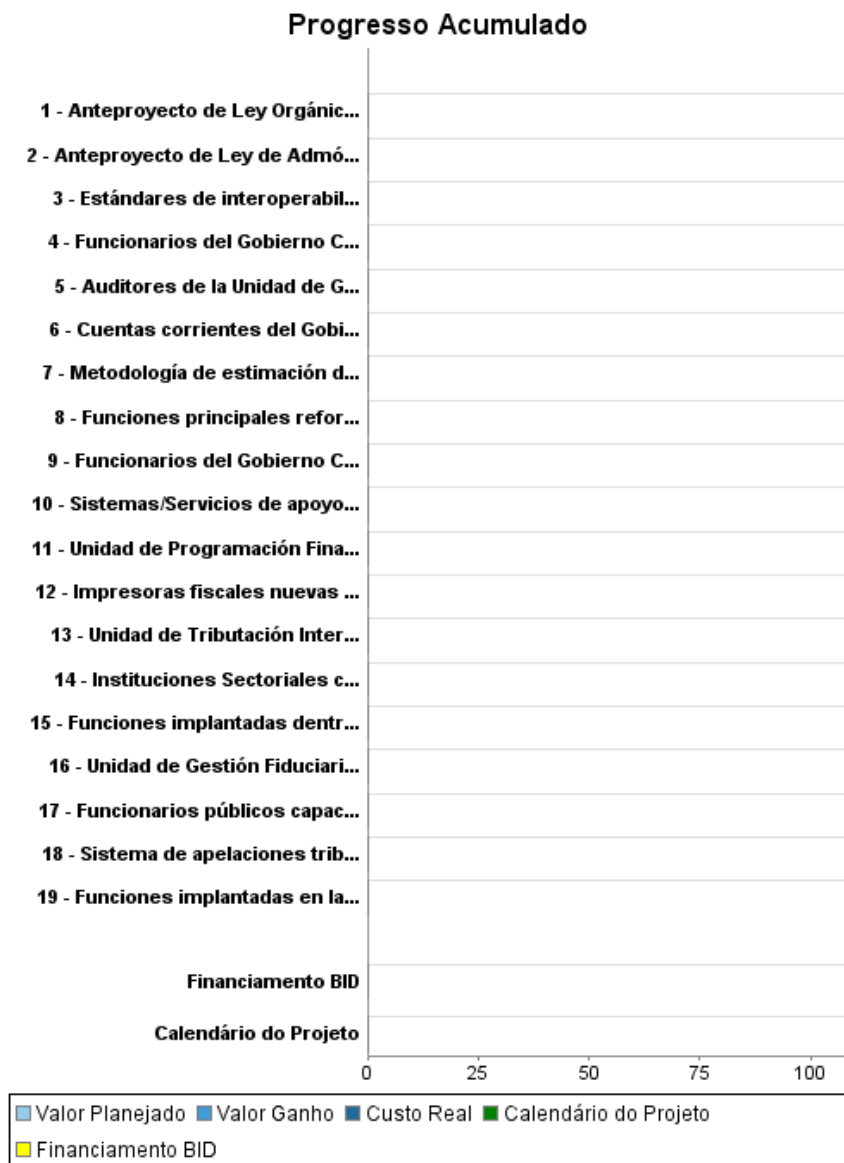 Progresso Acumulado
1 - Anteproyecto de Ley Orgánic...
2 - Anteproyecto de Ley de Admó...
3 - Estándares de interoperabil...
4 - Funcionarios del Gobierno C...
5 - Auditores de la Unidad de G...
6 - Cuentas corrientes del Gobi...
7 - Metodología de estimación d...
8 - Funciones principales refor...
9 - Funcionarios del Gobierno C...
10 - Sistemas/Servicios de apoyo...
11 - Unidad de Programación Fina...
12 - Impresoras fiscales nuevas ...
13 - Unidad de Tributación Inter...
14 - Instituciones Sectoriales c...
15 - Funciones implantadas dentr...
16 - Unidad de Gestión Fiduciari...
17 - Funcionarios públicos capac...
18 - Sistema de apelaciones trib...
19 - Funciones implantadas en la...
Financiamento BID
Calendário do Projeto
0 25 50 75 100
Valor Planejado Valor Ganho Custo Real Calendário do Projeto
Financiamento BID